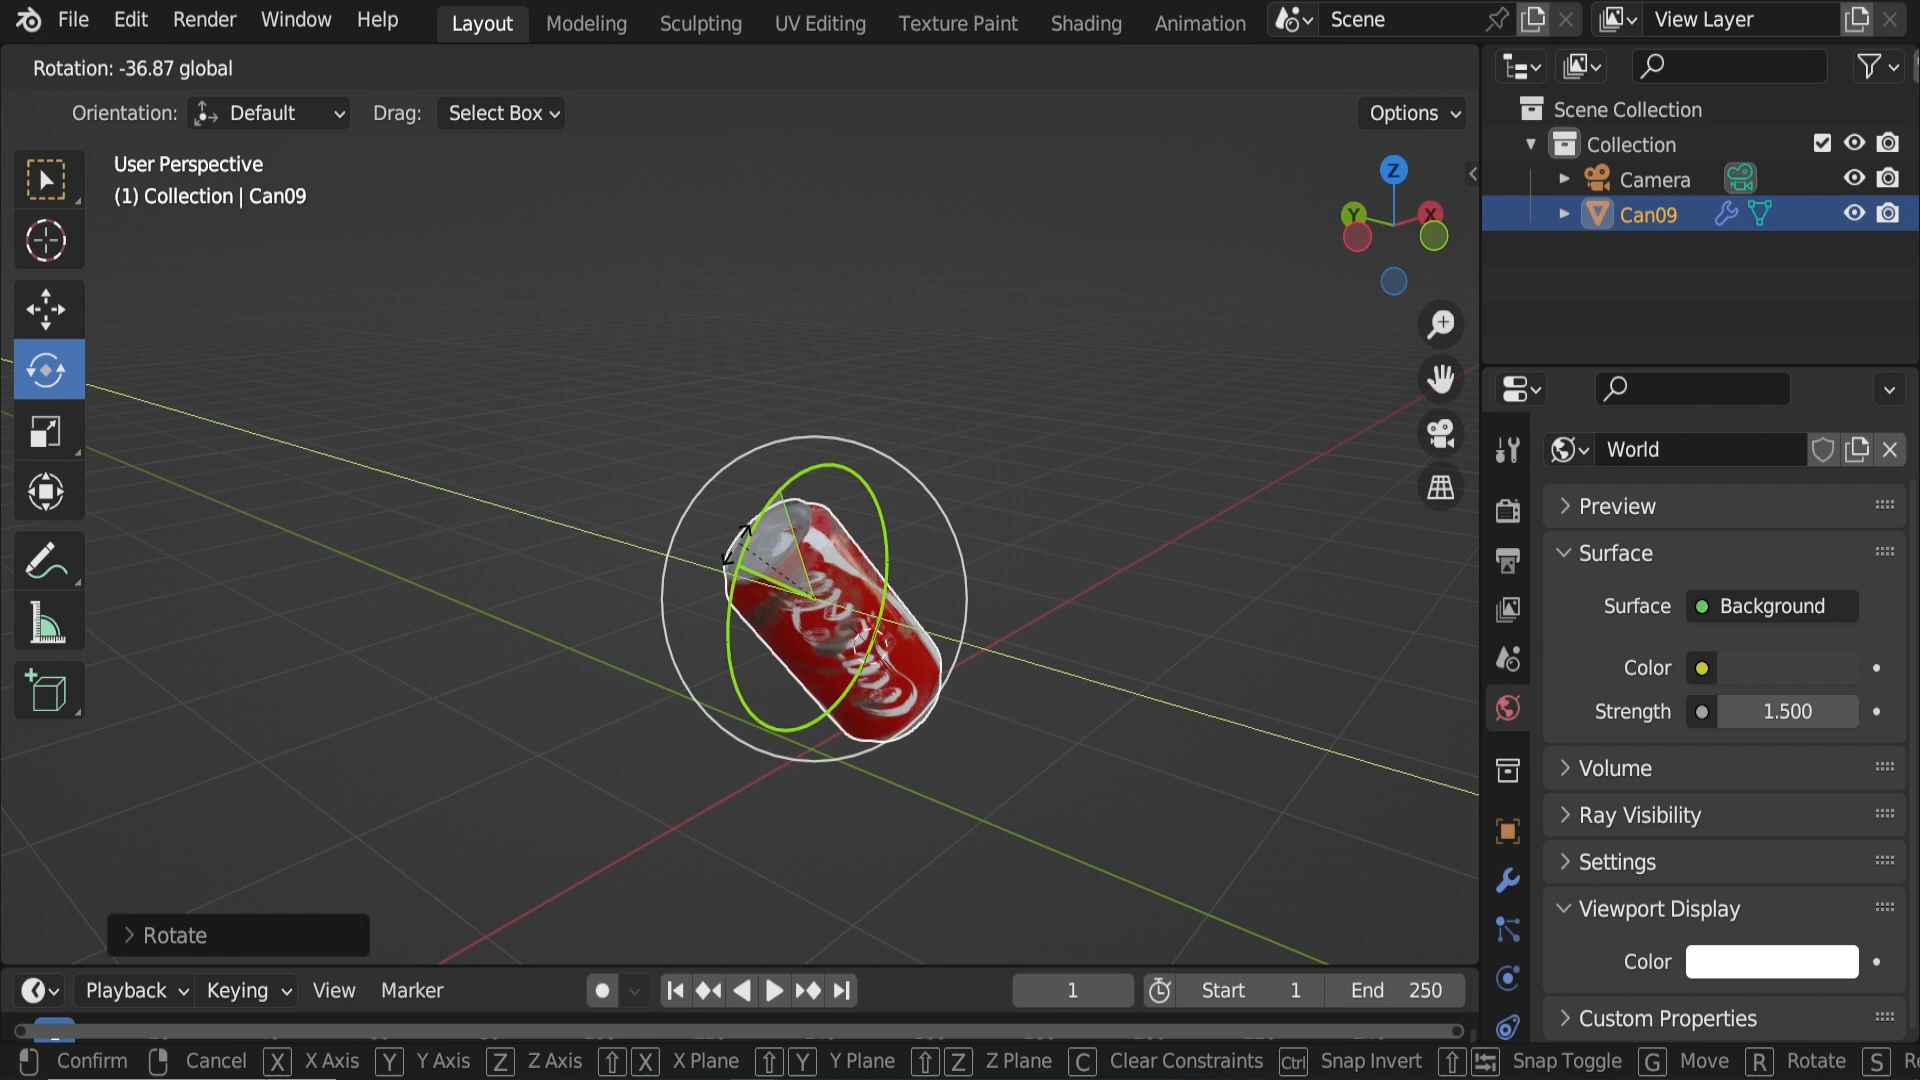 File Edit Render Window Help Layout Modeling Sculpting UV Editing Texture Paint Shading Animation Scene View Layer
Rotation: -36.87 global
Orientation: Default Drag: Select Box Options
User Perspective
(1) Collection | Can09
Z
Y
X
Scene Collection
Collection
Camera
Can09
World
Preview
Surface
Surface Background
Color
Strength 1.500
Volume
Ray Visibility
Settings
Viewport Display
Color
Custom Properties
Rotate
Playback Keying View Marker 1 Start 1 End 250
Confirm Cancel X X Axis Y Y Axis Z Z Axis X X Plane Y Y Plane Z Z Plane C Clear Constraints Ctrl Snap Invert Snap Toggle G Move R Rotate S